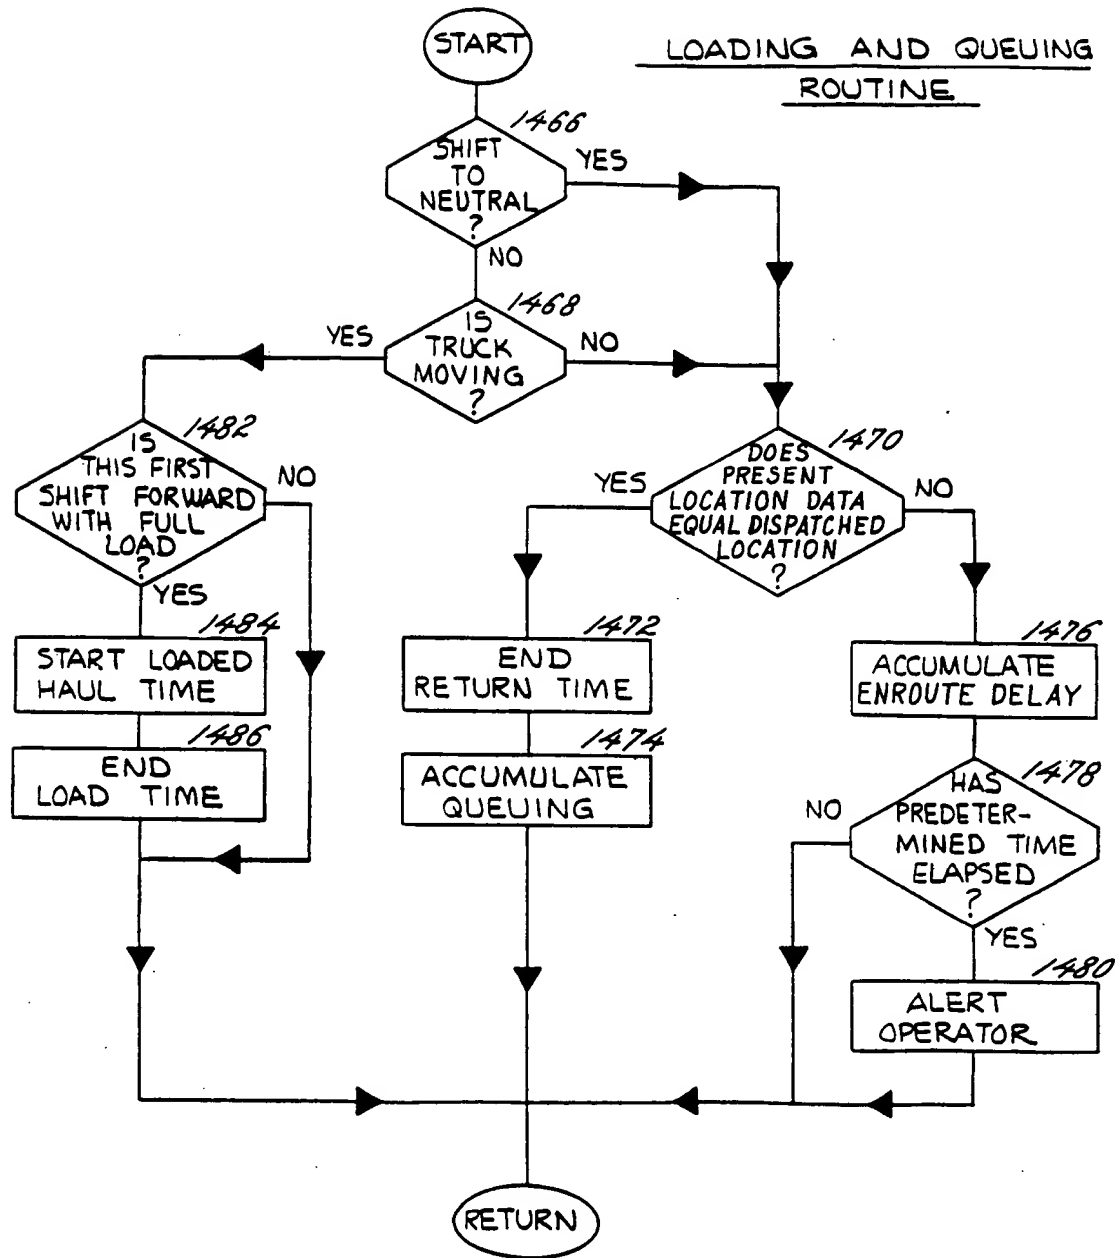 START
LOADING AND QUEUING
ROUTINE
1466
SHIFT
TO
NEUTRAL
?
YES
NO
1468
IS
TRUCK
MOVING
?
YES
NO
1482
IS
THIS FIRST
SHIFT FORWARD
WITH FULL
LOAD
?
NO
YES
1470
DOES
PRESENT
LOCATION DATA
EQUAL DISPATCHED
LOCATION
?
YES
NO
1484
START LOADED
HAUL TIME
1486
END
LOAD TIME
1472
END
RETURN TIME
1474
ACCUMULATE
QUEUING
1476
ACCUMULATE
ENROUTE DELAY
1478
HAS
PREDETER-
MINED TIME
ELAPSED
?
NO
YES
1480
ALERT
OPERATOR
RETURN